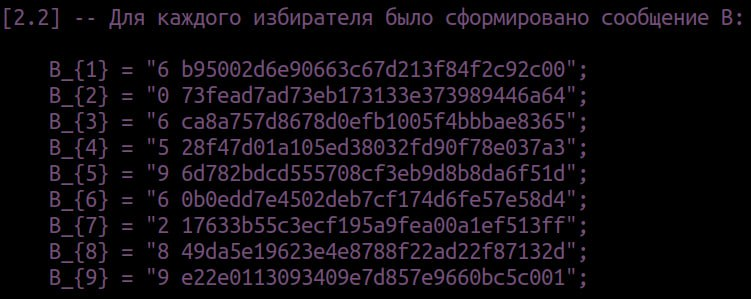 [2.2] -- Для каждого избирателя было сформировано сообщение B:
B_{1} = "6 b95002d6e90663c67d213f84f2c92c00";
B_{2} = "0 73fead7ad73eb173133e373989446a64";
B_{3} = "6 ca8a757d8678d0efb1005f4bbbae8365";
B_{4} = "5 28f47d01a105ed38032fd90f78e037a3";
B_{5} = "9 6d782bdcd555708cf3eb9d8b8da6f51d";
B_{6} = "6 0b0edd7e4502deb7cf174d6fe57e58d4";
B_{7} = "2 17633b55c3ecf195a9fea00a1ef513ff";
B_{8} = "8 49da5e19623e4e8788f22ad22f87132d";
B_{9} = "9 e22e0113093409e7d857e9660bc5c001";